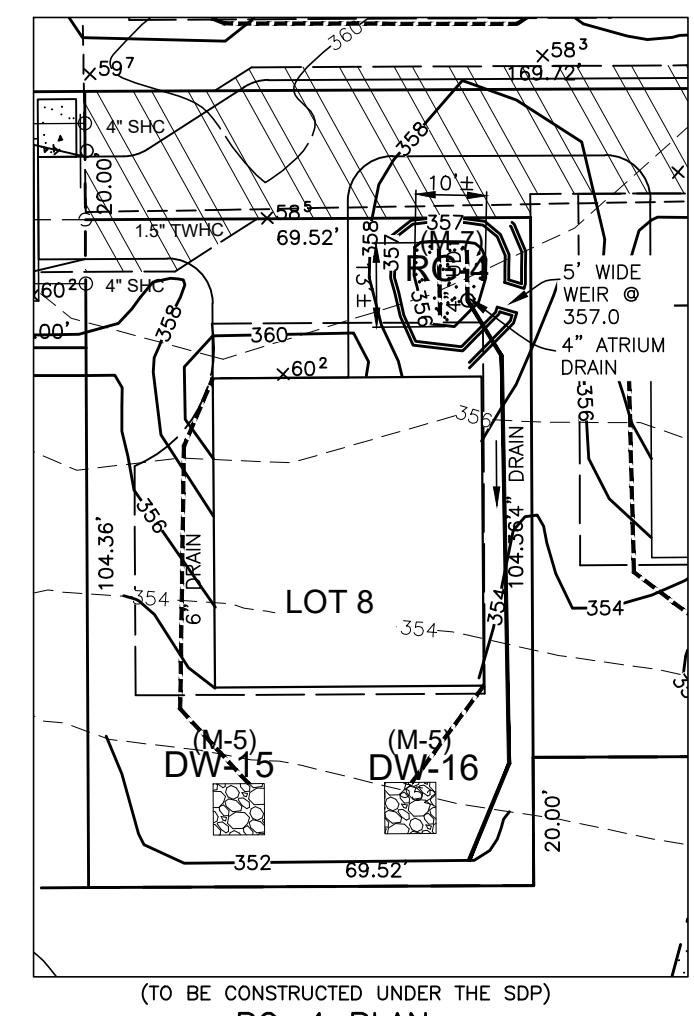 360
×58³
×59⁷
169.72'
4" SHC
358
20.00'
10'±
×58⁵
357
1.5" TWHC
69.52'
358
(M-7)
357
RG-4
13'±
5' WIDE
WEIR @
357.0
60²
4" SHC
356
4"
00'
358
360
4" ATRIUM
DRAIN
×60²
356
356
356
4" DRAIN
104.36'
104.36'
6" DRAIN
354
LOT 8
354
354
354
(M-5)
DW-15
(M-5)
DW-16
20.00'
352
69.52'
(TO BE CONSTRUCTED UNDER THE SDP)